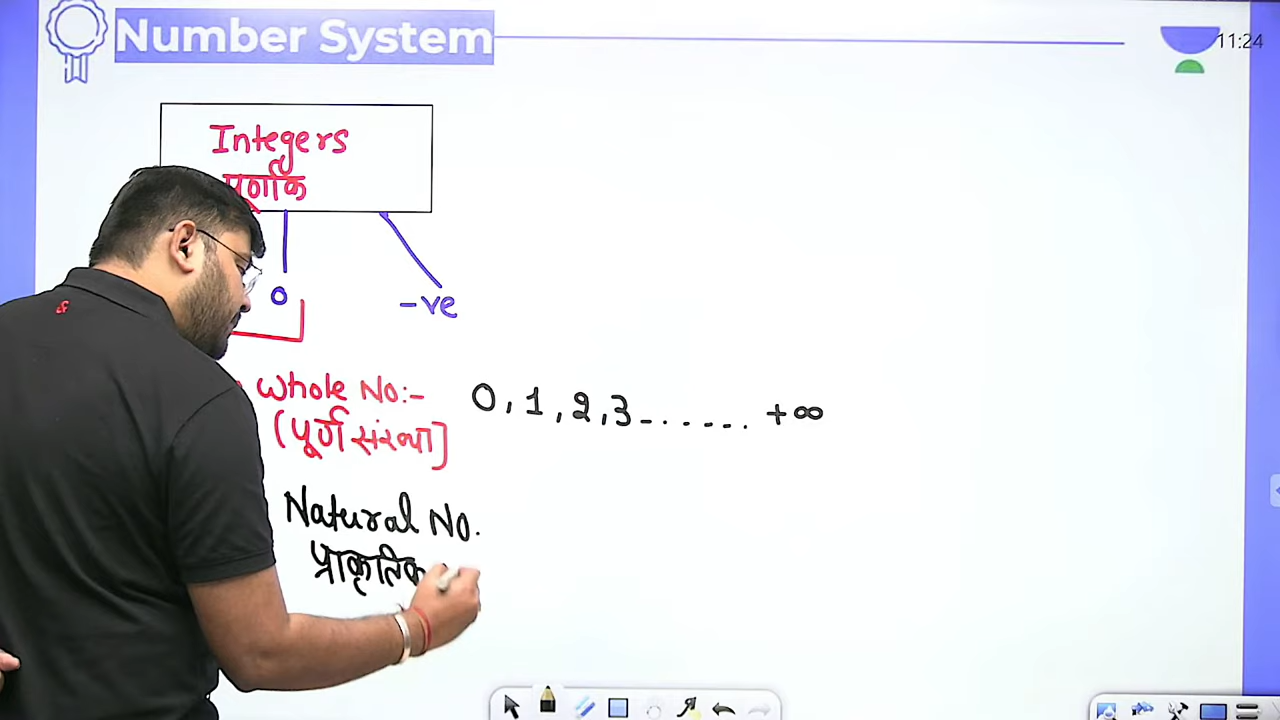 Number System
11:24
Integers
पूर्णांक
0
-ve
Whole No:-
0, 1, 2, 3 - . . - - - . +∞
(पूर्ण संख्या]
Natural No.
प्राकृतिक